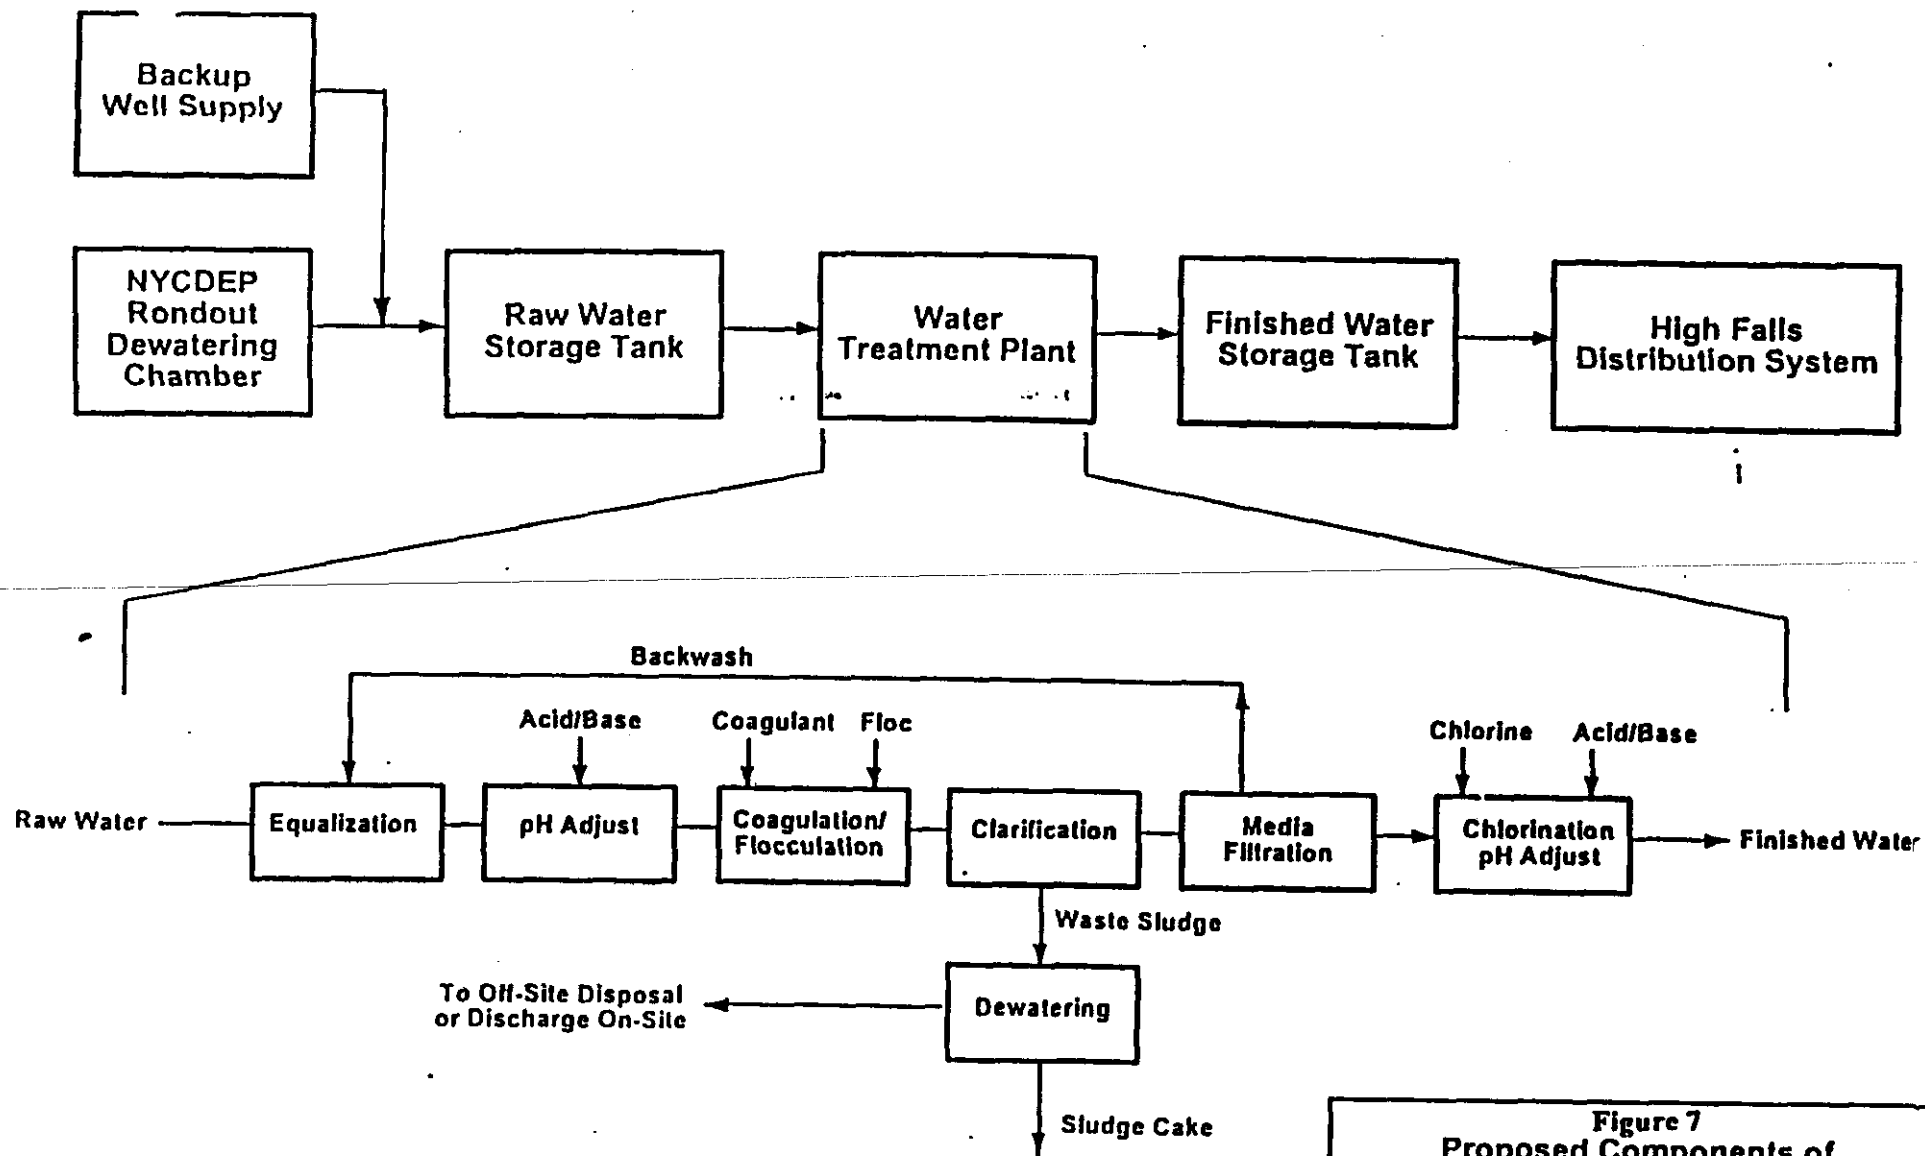 Backup
Well Supply
NYCDEP
Rondout
Dewatering
Chamber
Raw Water
Storage Tank
Water
Treatment Plant
Finished Water
Storage Tank
High Falls
Distribution System
Backwash
Acid/Base
Coagulant
Floc
Chlorine
Acid/Base
Raw Water
Equalization
pH Adjust
Coagulation/
Flocculation
Clarification
Media
Filtration
Chlorination
pH Adjust
Finished Water
Waste Sludge
To Off-Site Disposal
or Discharge On-Site
Dewatering
Sludge Cake
Figure 7
Proposed Components of